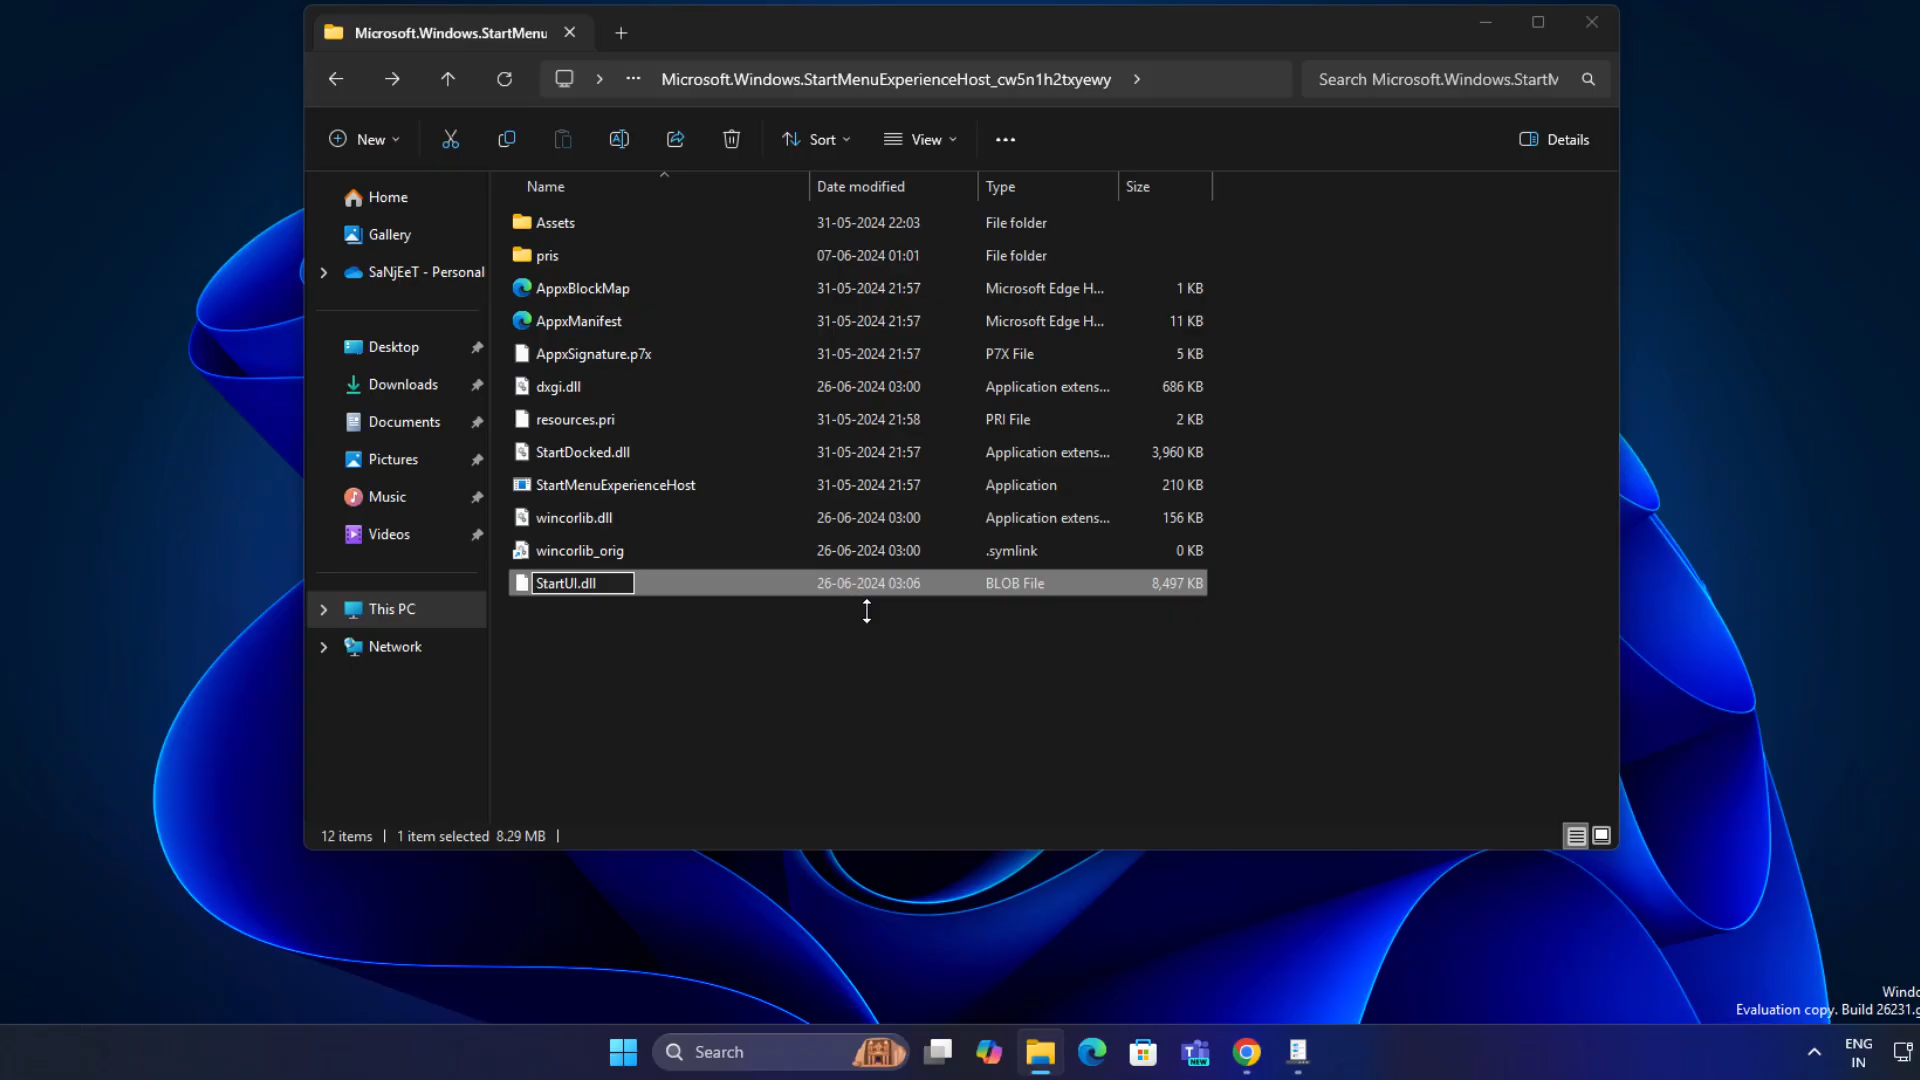 Microsoft.Windows.StartMenu
Microsoft.Windows.StartMenuExperienceHost_cw5n1h2txyewy
Search Microsoft.Windows.StartM
New
Sort
View
Details
Name
Date modified
Type
Size
Home
Gallery
SaNjEeT - Personal
Desktop
Downloads
Documents
Pictures
Music
Videos
This PC
Network
Assets 31-05-2024 22:03 File folder
pris 07-06-2024 01:01 File folder
AppxBlockMap 31-05-2024 21:57 Microsoft Edge H... 1 KB
AppxManifest 31-05-2024 21:57 Microsoft Edge H... 11 KB
AppxSignature.p7x 31-05-2024 21:57 P7X File 5 KB
dxgi.dll 26-06-2024 03:00 Application extens... 686 KB
resources.pri 31-05-2024 21:58 PRI File 2 KB
StartDocked.dll 31-05-2024 21:57 Application extens... 3,960 KB
StartMenuExperienceHost 31-05-2024 21:57 Application 210 KB
wincorlib.dll 26-06-2024 03:00 Application extens... 156 KB
wincorlib_orig 26-06-2024 03:00 .symlink 0 KB
StartUI.dll 26-06-2024 03:06 BLOB File 8,497 KB
12 items
1 item selected 8.29 MB
Windo
Evaluation copy. Build 26231.g
Search
NEW
ENG
IN